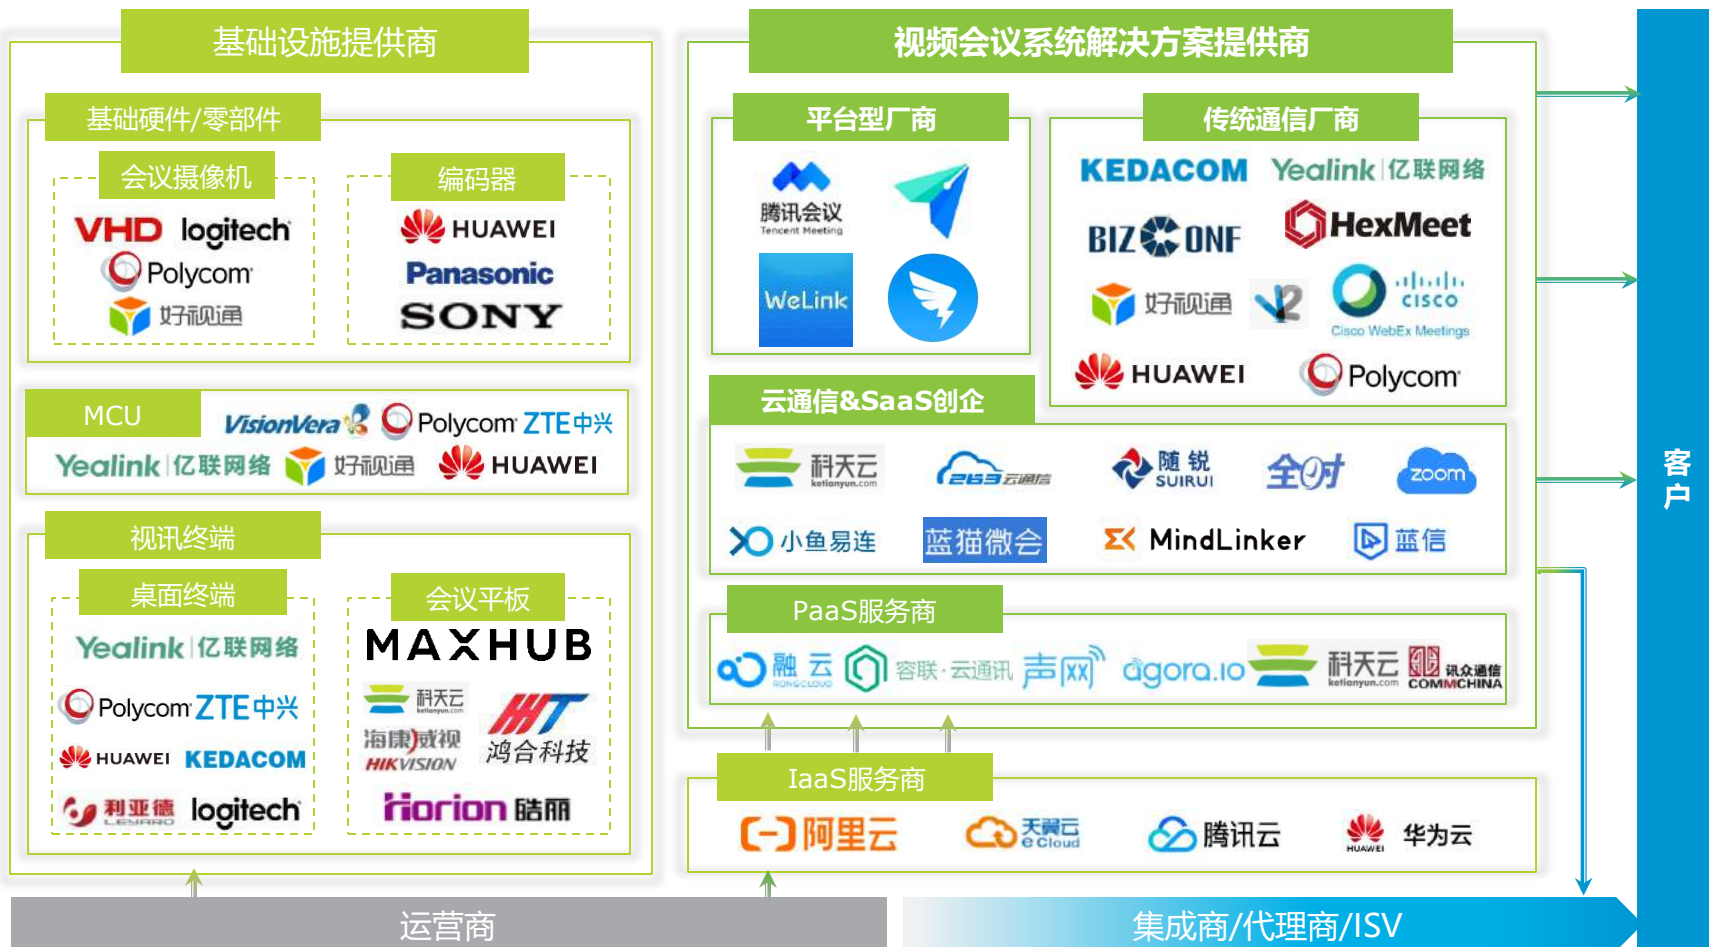 基础设施提供商
基础硬件/零部件
会议摄像机
VHD logitech
Polycom
好视通
编码器
HUAWEI
Panasonic
SONY
MCU
VisionVera Polycom ZTE中兴
Yealink 亿联网络 好视通 HUAWEI
视讯终端
桌面终端
Yealink 亿联网络
Polycom ZTE中兴
HUAWEI KEDACOM
利亚德
LEYARD
logitech
会议平板
MAXHUB
科天云
ketianyun.com
海康威视
HIKVISION
鸿合科技
Horion 皓丽
视频会议系统解决方案提供商
平台型厂商
腾讯会议
Tencent Meeting
WeLink
传统通信厂商
KEDACOM Yealink 亿联网络
BIZCONF HexMeet
好视通 V2
CISCO
Cisco WebEx Meetings
HUAWEI Polycom
云通信&SaaS创企
科天云
ketianyun.com
263云通信
随锐
SUIRUI
全时
zoom
小鱼易连 蓝猫微会 MindLinker 蓝信
PaaS服务商
融云
RONGCLOUD
容联·云通讯 声网 agora.io
科天云
ketianyun.com
讯众通信
COMMCHINA
IaaS服务商
阿里云
天翼云
e Cloud
腾讯云
HUAWEI
华为云
运营商
集成商/代理商/ISV
客
户